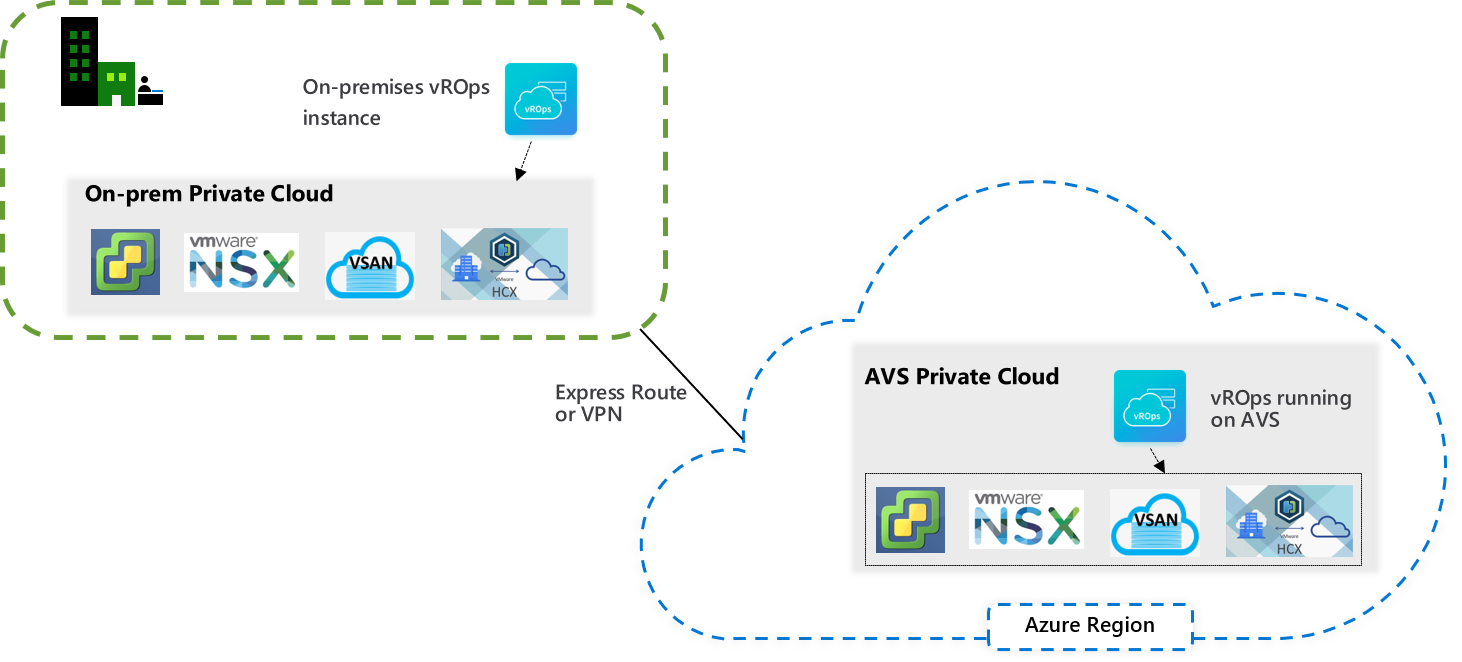 On-premises vROps
instance
vROps
On-prem Private Cloud
vmware®
NSX
VSAN
vMware
HCX
Express Route
or VPN
AVS Private Cloud
vROps
vROps running
on AVS
vmware®
NSX
VSAN
vMware
HCX
Azure Region